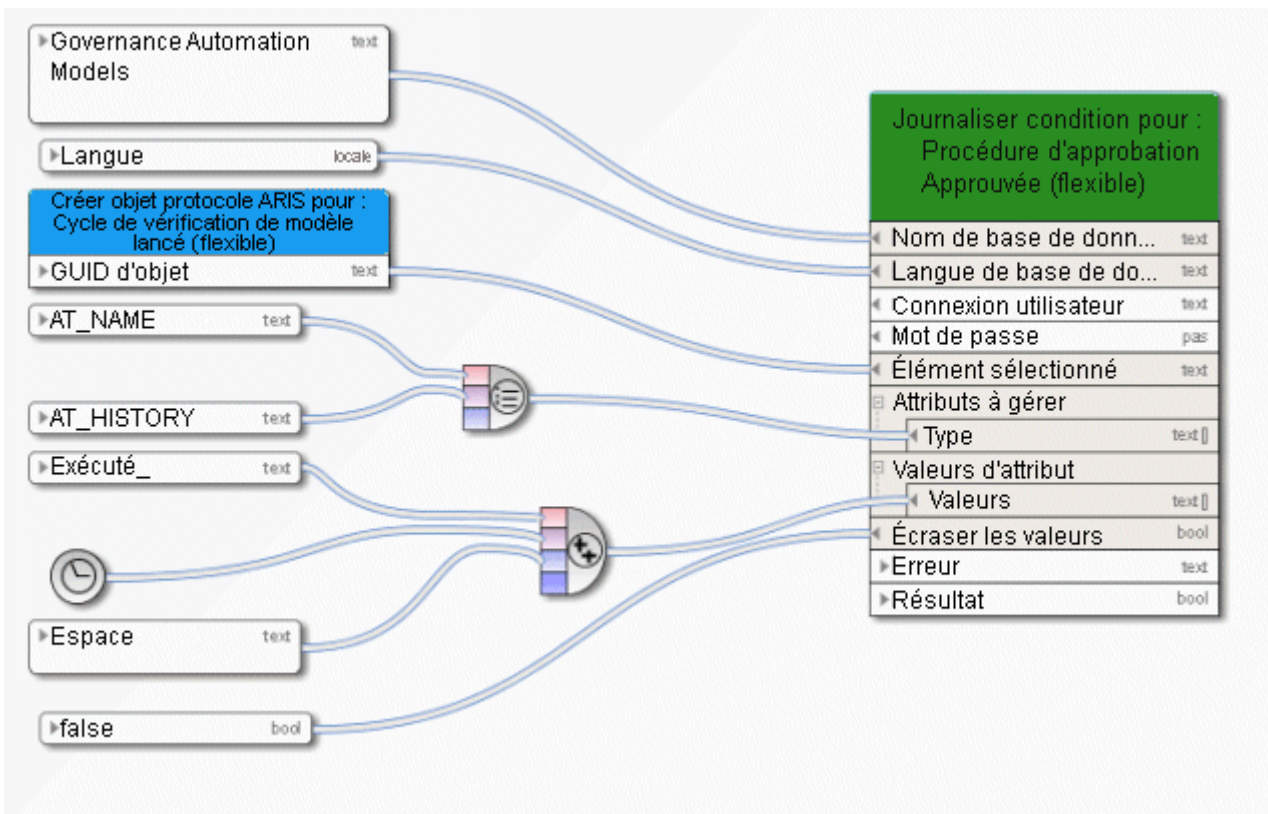 Governance Automation text
Models
Langue locale
Créer objet protocole ARIS pour :
Cycle de vérification de modèle
lancé (flexible)
GUID d'objet text
AT_NAME text
AT_HISTORY text
Exécuté_ text
Espace text
false bool
Journaliser condition pour :
Procédure d'approbation
Approuvée (flexible)
Nom de base de donn... text
Langue de base de do... text
Connexion utilisateur text
Mot de passe pas
Élément sélectionné text
Attributs à gérer
Type text[]
Valeurs d'attribut
Valeurs text[]
Écraser les valeurs bool
Erreur text
Résultat bool